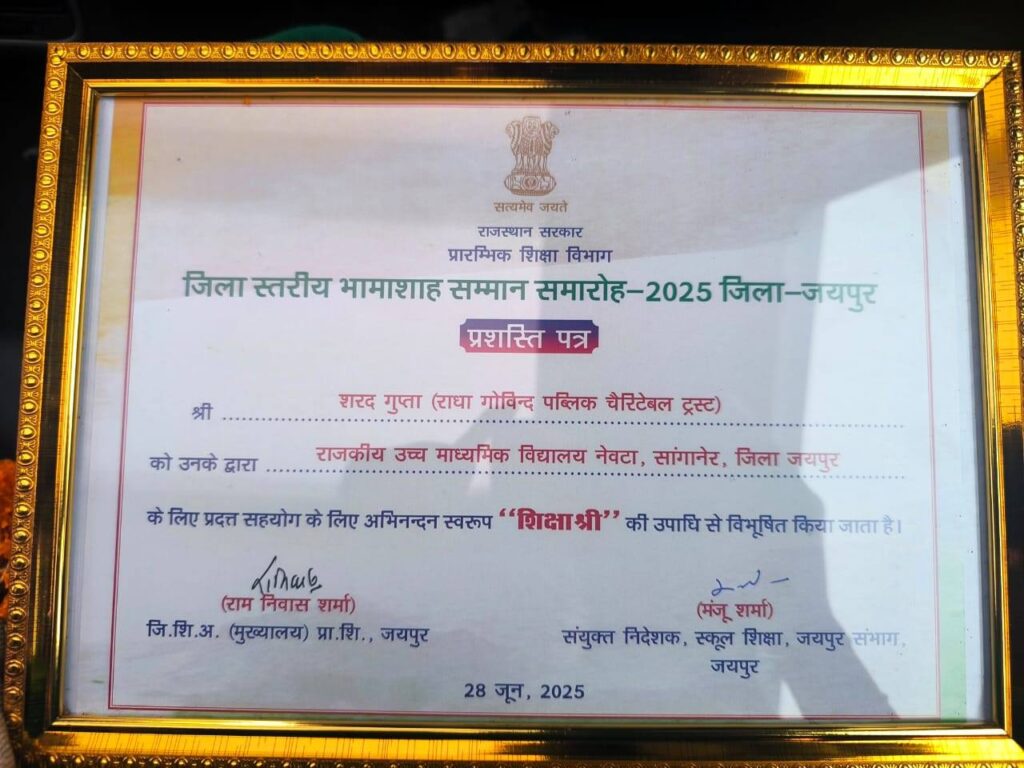 सत्यमेव जयते
राजस्थान सरकार
प्रारम्भिक शिक्षा विभाग
जिला स्तरीय भामाशाह सम्मान समारोह–2025 जिला–जयपुर
प्रशस्ति पत्र
श्री शरद गुप्ता (राधा गोविन्द पब्लिक चैरिटेबल ट्रस्ट)
को उनके द्वारा राजकीय उच्च माध्यमिक विद्यालय नेवटा, सांगानेर, जिला जयपुर
के लिए प्रदत्त सहयोग के लिए अभिनन्दन स्वरूप “शिक्षाश्री” की उपाधि से विभूषित किया जाता है।
(राम निवास शर्मा)
जि.शि.अ. (मुख्यालय) प्रा.शि., जयपुर
(मंजू शर्मा)
संयुक्त निदेशक, स्कूल शिक्षा, जयपुर संभाग,
जयपुर
28 जून, 2025